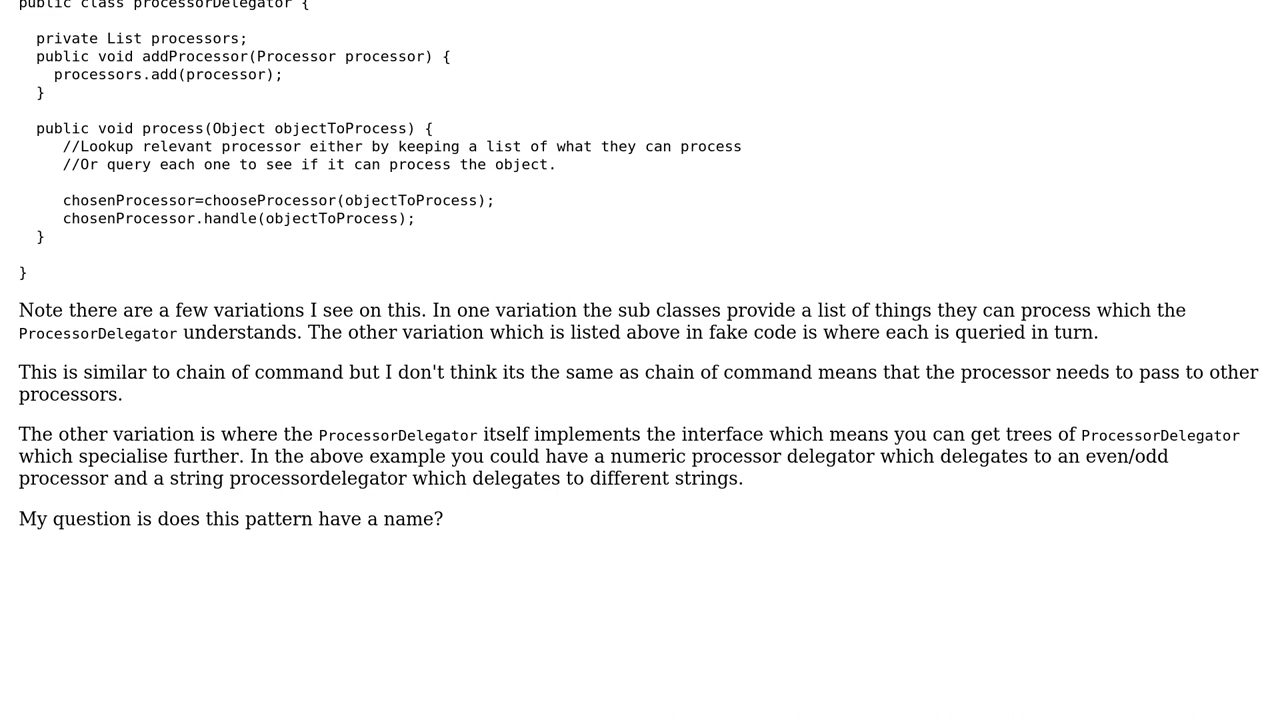 public class processorDelegator {
private List processors;
public void addProcessor(Processor processor) {
processors.add(processor);
}
public void process(Object objectToProcess) {
//Lookup relevant processor either by keeping a list of what they can process
//Or query each one to see if it can process the object.
chosenProcessor=chooseProcessor(objectToProcess);
chosenProcessor.handle(objectToProcess);
}
}
Note there are a few variations I see on this. In one variation the sub classes provide a list of things they can process which the
ProcessorDelegator understands. The other variation which is listed above in fake code is where each is queried in turn.
This is similar to chain of command but I don't think its the same as chain of command means that the processor needs to pass to other
processors.
The other variation is where the ProcessorDelegator itself implements the interface which means you can get trees of ProcessorDelegator
which specialise further. In the above example you could have a numeric processor delegator which delegates to an even/odd
processor and a string processordelegator which delegates to different strings.
My question is does this pattern have a name?